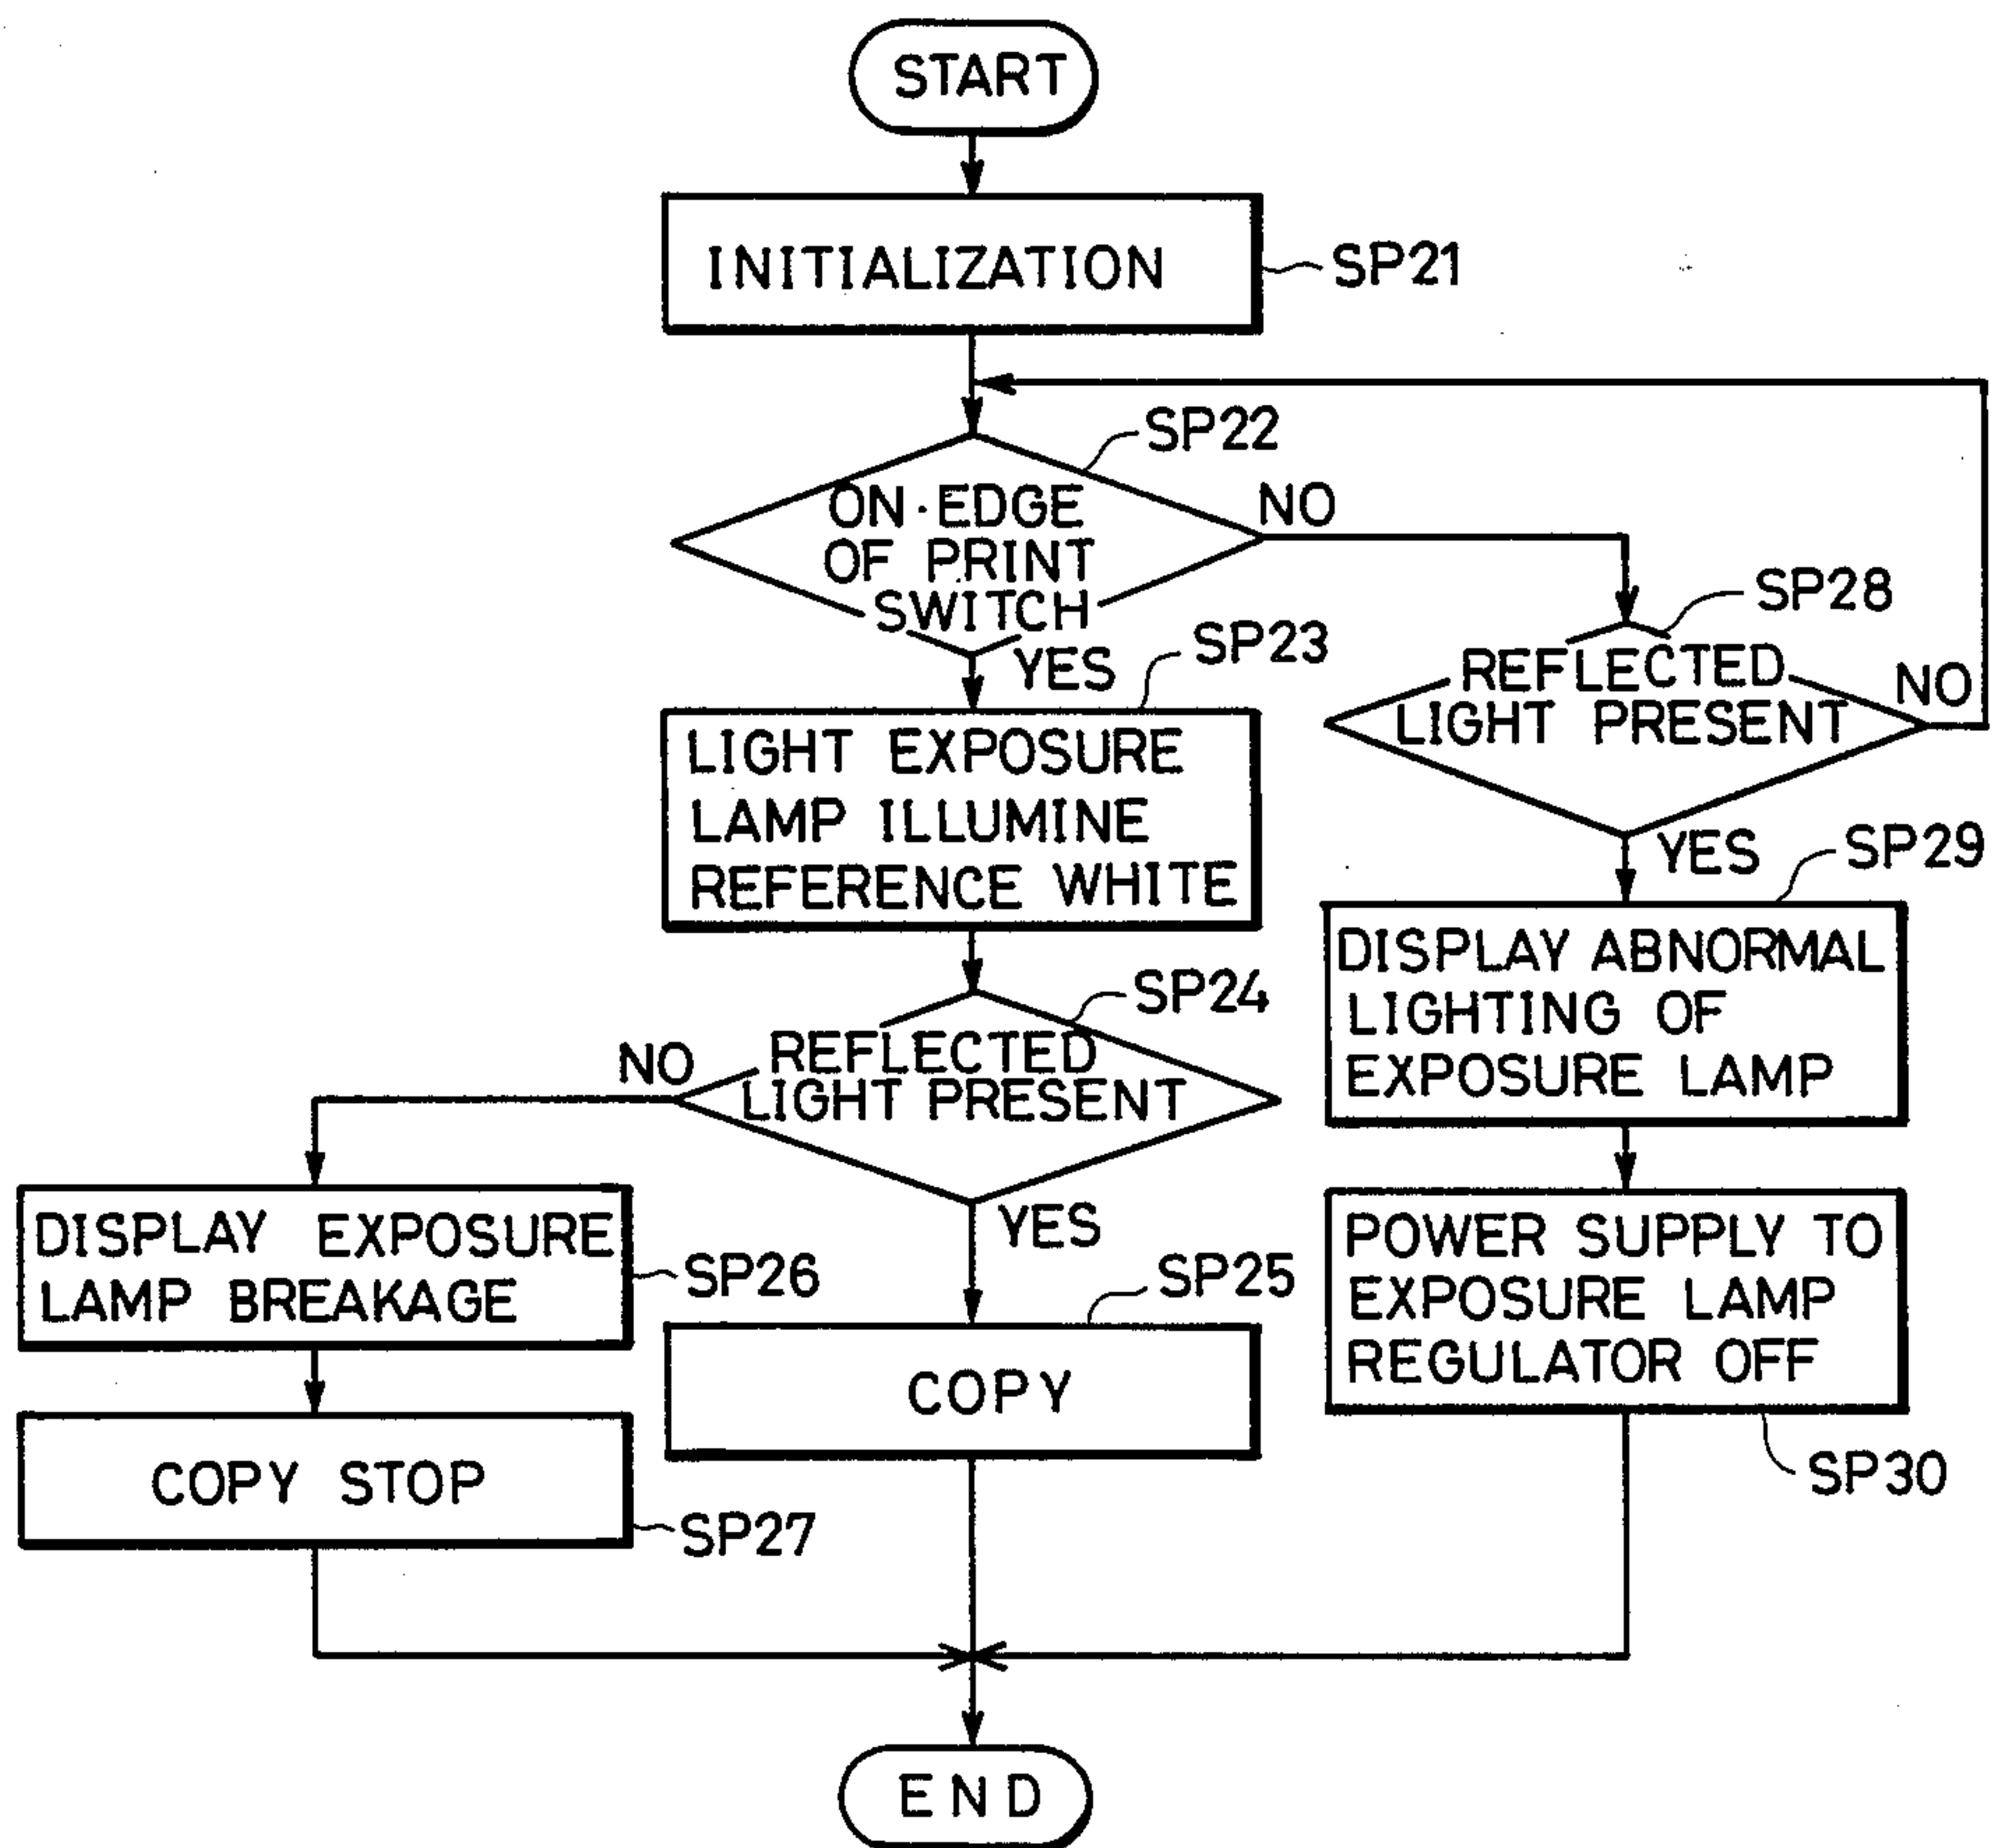 START
INITIALIZATION
SP21
SP22
ON·EDGE
OF PRINT
SWITCH
NO
YES
SP28
REFLECTED
LIGHT PRESENT
NO
YES
SP23
LIGHT EXPOSURE
LAMP ILLUMINE
REFERENCE WHITE
SP29
DISPLAY ABNORMAL
LIGHTING OF
EXPOSURE LAMP
SP24
REFLECTED
LIGHT PRESENT
NO
YES
DISPLAY EXPOSURE
LAMP BREAKAGE
SP26
SP25
COPY
POWER SUPPLY TO
EXPOSURE LAMP
REGULATOR OFF
SP30
COPY STOP
SP27
END